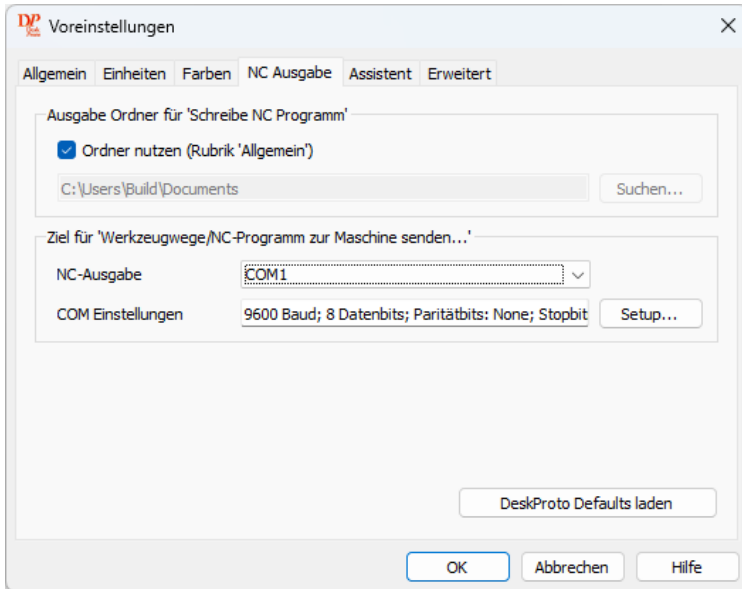 DP
Voreinstellungen
Allgemein Einheiten Farben NC Ausgabe Assistent Erweitert
Ausgabe Ordner für 'Schreibe NC Programm'
Ordner nutzen (Rubrik 'Allgemein')
C:\Users\Build\Documents Suchen...
Ziel für 'Werkzeugwege/NC-Programm zur Maschine senden...'
NC-Ausgabe COM1
COM Einstellungen 9600 Baud; 8 Datenbits; Paritätbits: None; Stopbit Setup...
DeskProto Defaults laden
OK Abbrechen Hilfe